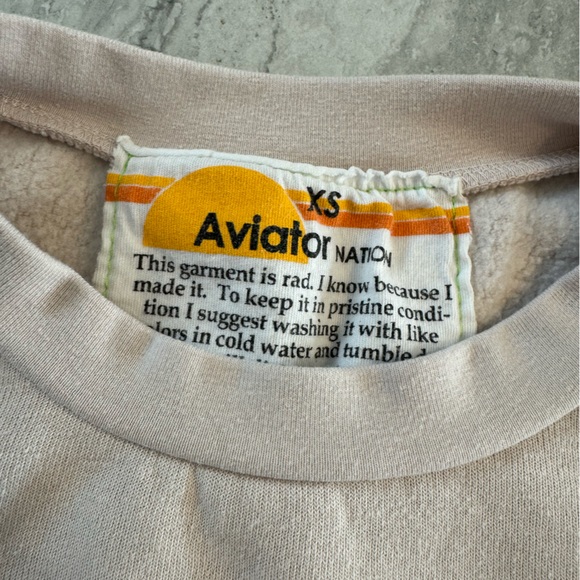 XS
Aviator NATION
This garment is rad. I know because I
made it. To keep it in pristine condi-
tion I suggest washing it with like
in cold water and tumble